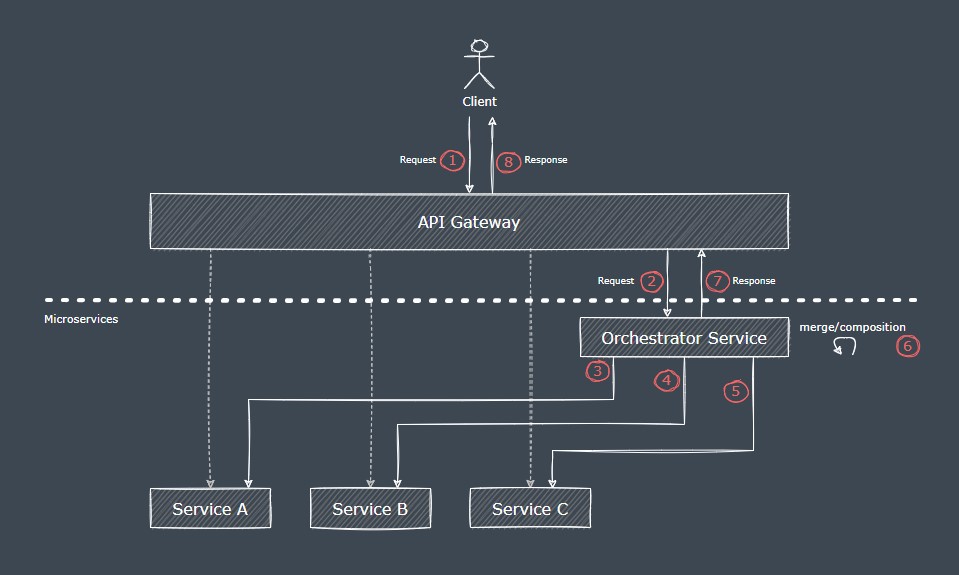 Client
Request 1
8 Response
API Gateway
Request 2
7 Response
Microservices
Orchestrator Service
merge/composition
6
3
4
5
Service A
Service B
Service C